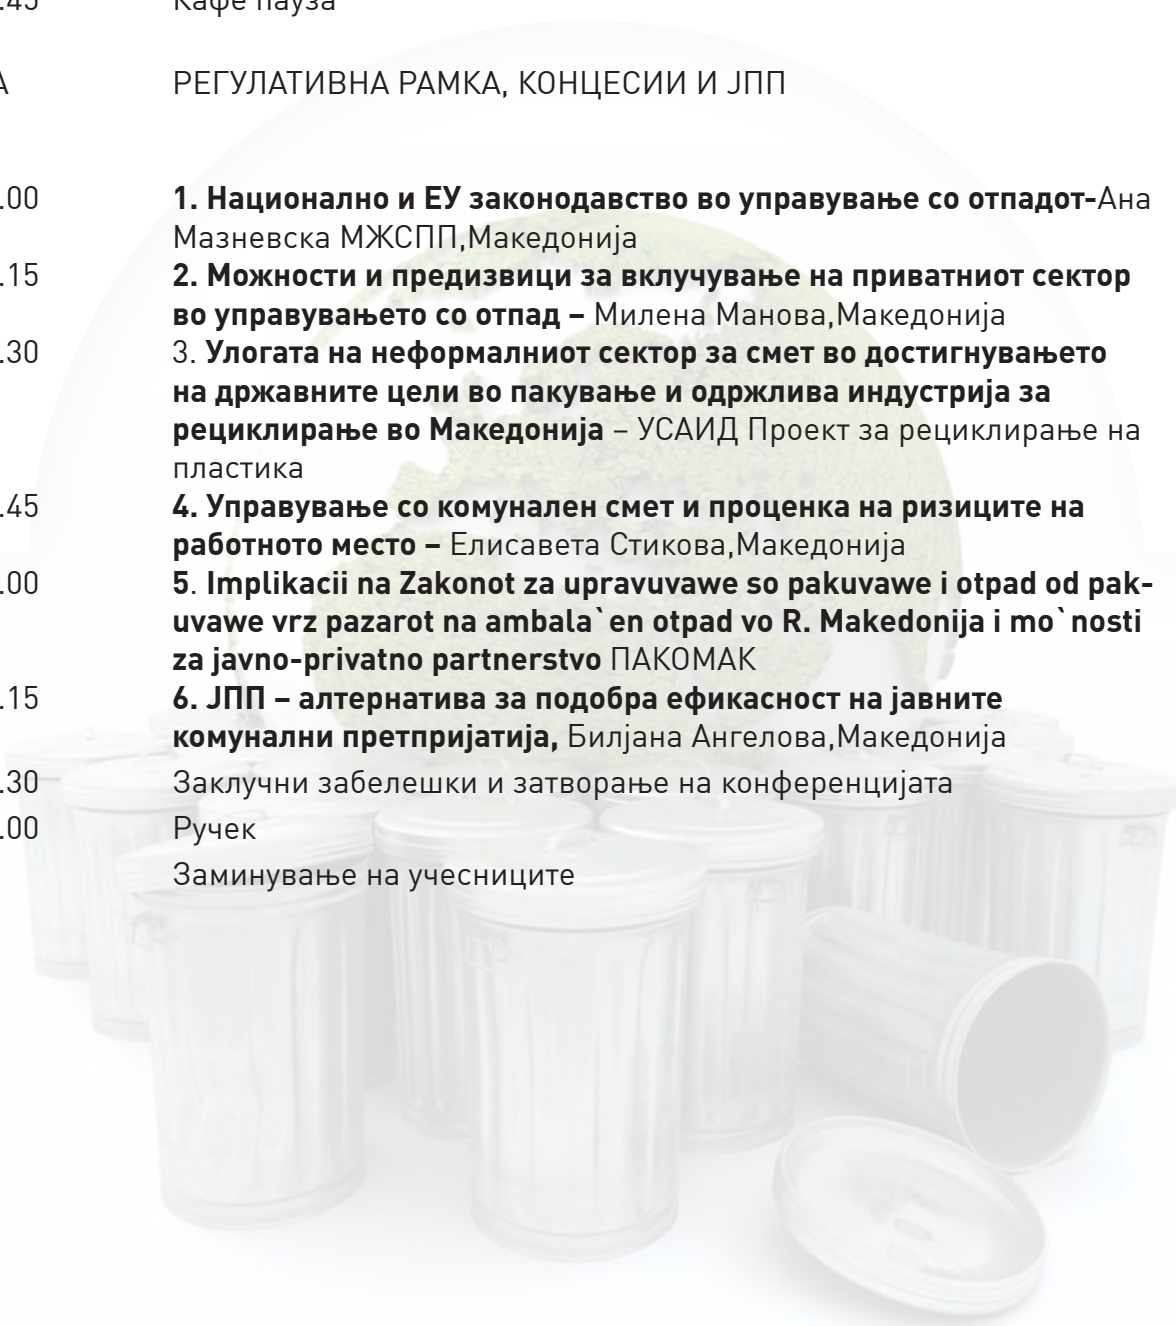 .45 Кафе пауза
А РЕГУЛАТИВНА РАМКА, КОНЦЕСИИ И ЈПП
.00 1. Национално и ЕУ законодавство во управување со отпадот-Ана
Мазневска МЖСПП,Македонија
.15 2. Можности и предизвици за вклучување на приватниот сектор
во управувањето со отпад – Милена Манова,Македонија
.30 3. Улогата на неформалниот сектор за смет во достигнувањето
на државните цели во пакување и одржлива индустрија за
рециклирање во Македонија – УСАИД Проект за рециклирање на
пластика
.45 4. Управување со комунален смет и проценка на ризиците на
работното место – Елисавета Стикова,Македонија
.00 5. Implikacii na Zakonot za upravuvawe so pakuvawe i otpad od pak-
uvawe vrz pazarot na ambala`en otpad vo R. Makedonija i mo`nosti
za javno-privatno partnerstvo ПАКОМАК
.15 6. ЈПП – алтернатива за подобра ефикасност на јавните
комунални претпријатија, Билјана Ангелова,Македонија
.30 Заклучни забелешки и затворање на конференцијата
.00 Ручек
Заминување на учесниците